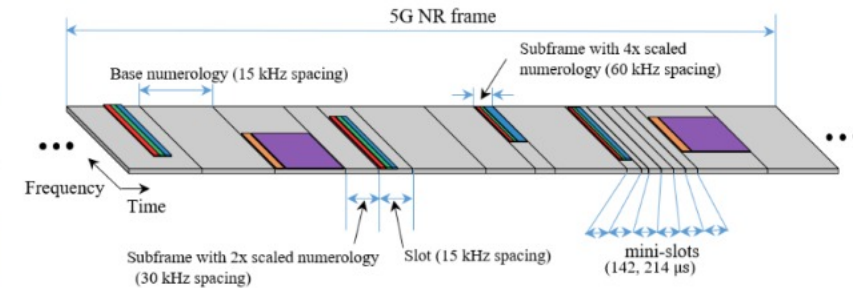 5G NR frame
Subframe with 4x scaled
numerology (60 kHz spacing)
Base numerology (15 kHz spacing)
Frequency
Time
Subframe with 2x scaled numerology
(30 kHz spacing)
Slot (15 kHz spacing)
mini-slots
(142, 214 μs)